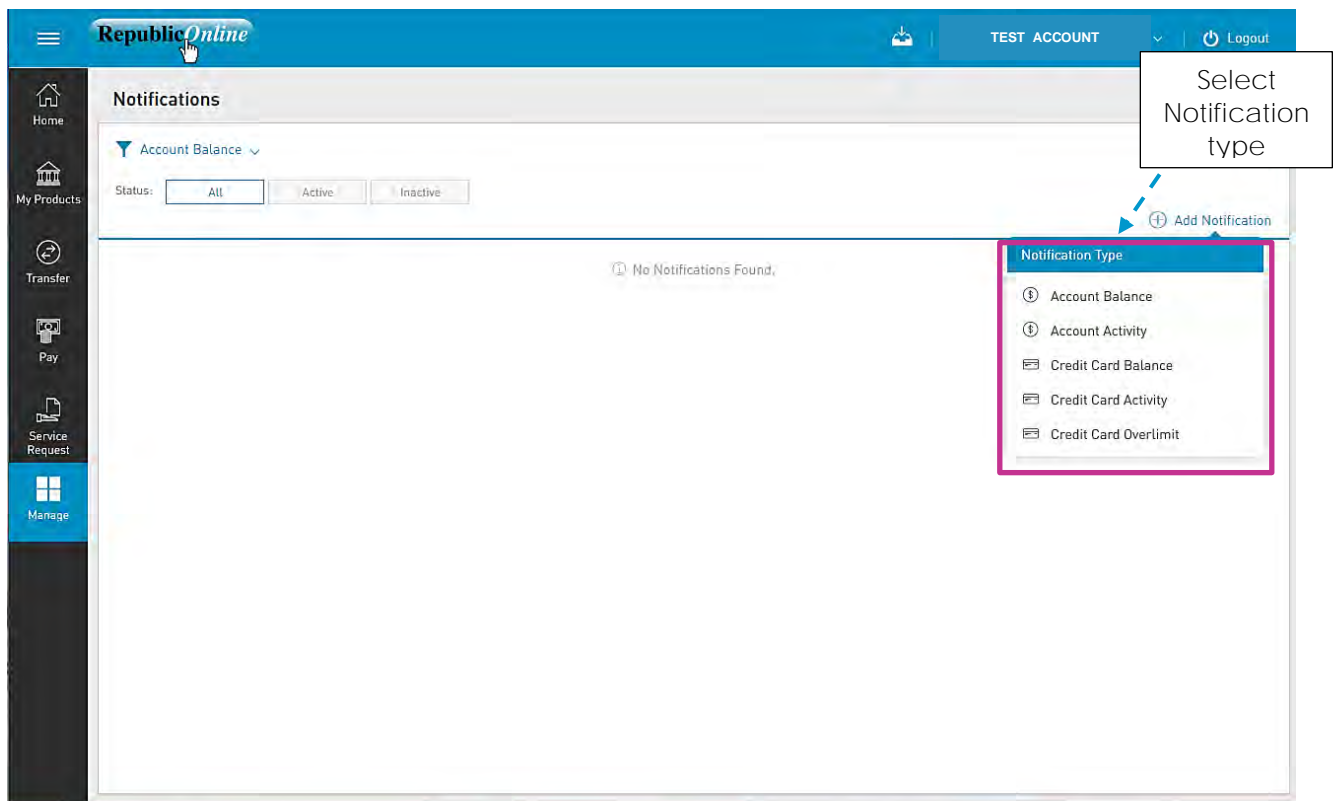 RepublicOnline
TEST ACCOUNT
Logout
Select
Notification
type
Home
My Products
Transfer
Pay
Service
Request
Manage
Notifications
Account Balance
Status: All Active Inactive
Add Notification
No Notifications Found.
Notification Type
Account Balance
Account Activity
Credit Card Balance
Credit Card Activity
Credit Card Overlimit